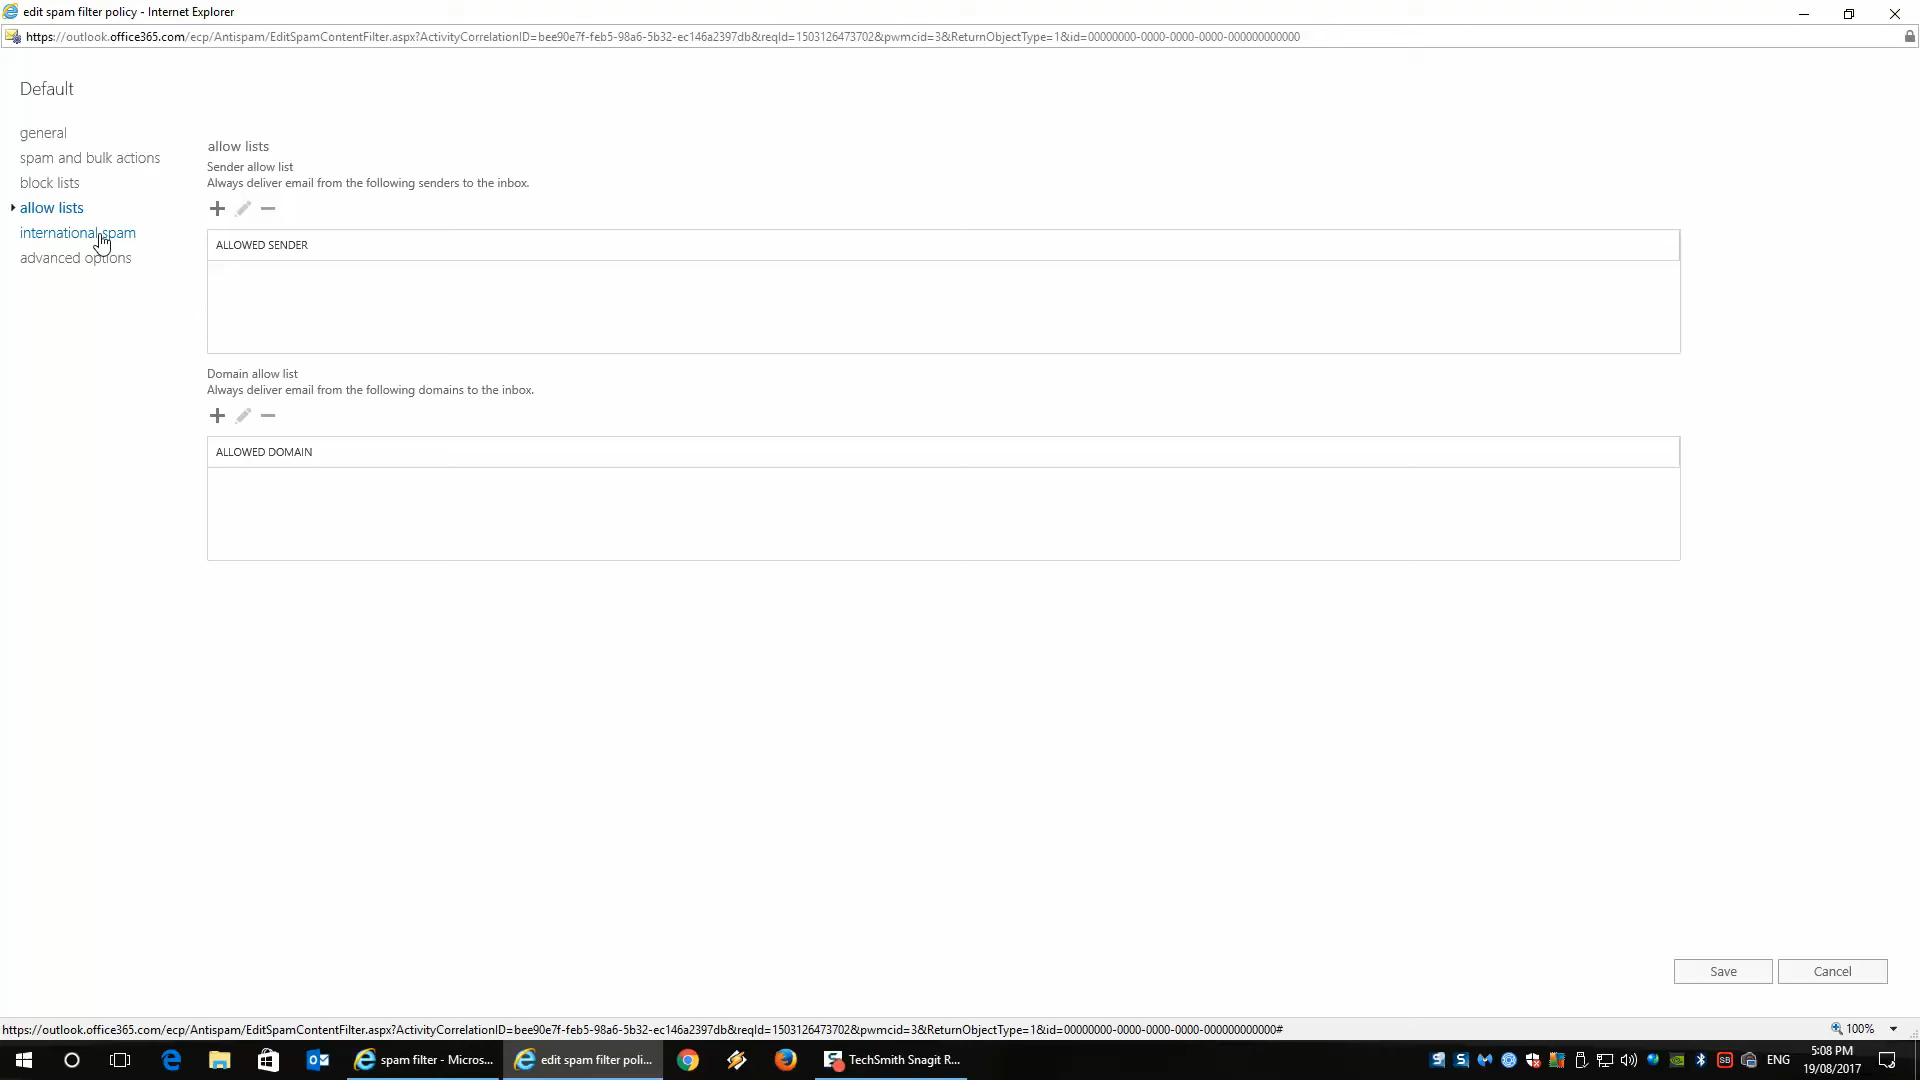 edit spam filter policy - Internet Explorer
https://outlook.office365.com/ecp/Antispam/EditSpamContentFilter.aspx?ActivityCorrelationID=bee90e7f-feb5-98a6-5b32-ec146a2397db&reqId=1503126473702&pwmcid=3&ReturnObjectType=1&id=00000000-0000-0000-0000-000000000000
Default
general
spam and bulk actions
block lists
allow lists
international spam
advanced options
allow lists
Sender allow list
Always deliver email from the following senders to the inbox.
ALLOWED SENDER
Domain allow list
Always deliver email from the following domains to the inbox.
ALLOWED DOMAIN
Save
Cancel
https://outlook.office365.com/ecp/Antispam/EditSpamContentFilter.aspx?ActivityCorrelationID=bee90e7f-feb5-98a6-5b32-ec146a2397db&reqId=1503126473702&pwmcid=3&ReturnObjectType=1&id=00000000-0000-0000-0000-000000000000#
100%
spam filter - Micros...
edit spam filter poli...
TechSmith Snagit R...
ENG
5:08 PM
19/08/2017